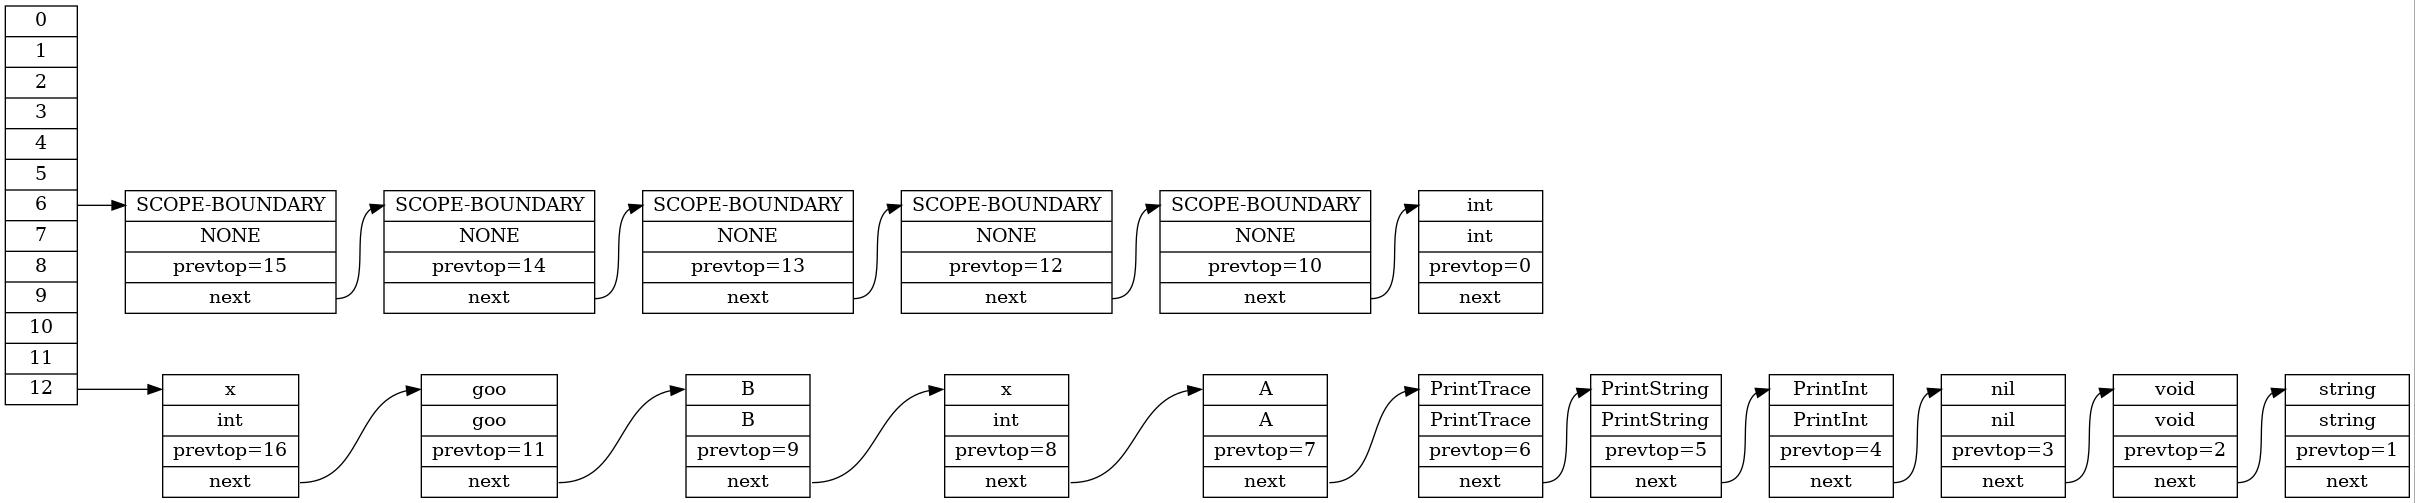 0
1
2
3
4
5
6
7
8
9
10
11
12
SCOPE-BOUNDARY
NONE
prevtop=15
next
SCOPE-BOUNDARY
NONE
prevtop=14
next
SCOPE-BOUNDARY
NONE
prevtop=13
next
SCOPE-BOUNDARY
NONE
prevtop=12
next
SCOPE-BOUNDARY
NONE
prevtop=10
next
int
int
prevtop=0
next
x
int
prevtop=16
next
goo
goo
prevtop=11
next
B
B
prevtop=9
next
x
int
prevtop=8
next
A
A
prevtop=7
next
PrintTrace
PrintTrace
prevtop=6
next
PrintString
PrintString
prevtop=5
next
PrintInt
PrintInt
prevtop=4
next
nil
nil
prevtop=3
next
void
void
prevtop=2
next
string
string
prevtop=1
next